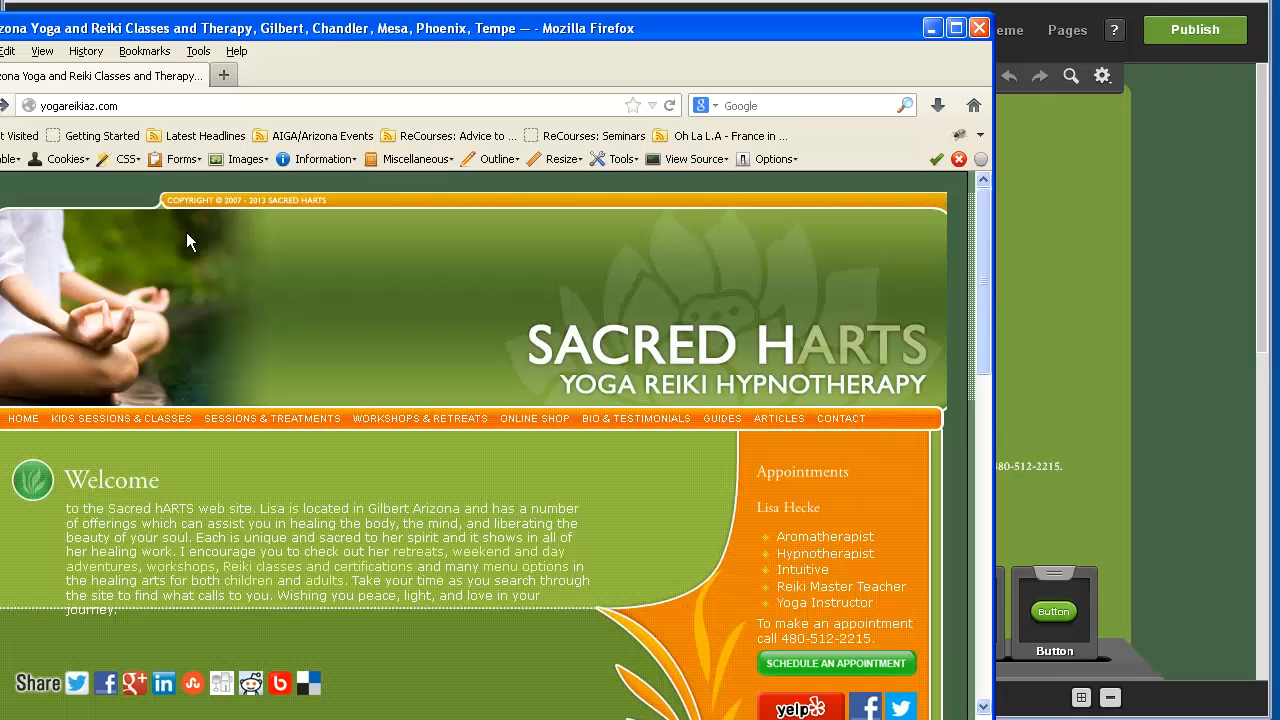 zona Yoga and Reiki Classes and Therapy, Gilbert, Chandler, Mesa, Phoenix, Tempe — - Mozilla Firefox
Edit View History Bookmarks Tools Help
zona Yoga and Reiki Classes and Therapy... +
yogareikiaz.com Google
t Visited Getting Started Latest Headlines AIGA/Arizona Events ReCourses: Advice to ... ReCourses: Seminars Oh La L.A - France in ...
ble Cookies CSS Forms Images Information Miscellaneous Outline Resize Tools View Source Options
eme Pages ? Publish
COPYRIGHT © 2007 - 2013 SACRED HARTS
SACRED HARTS
YOGA REIKI HYPNOTHERAPY
HOME KIDS SESSIONS & CLASSES SESSIONS & TREATMENTS WORKSHOPS & RETREATS ONLINE SHOP BIO & TESTIMONIALS GUIDES ARTICLES CONTACT
Welcome
to the Sacred hARTS web site. Lisa is located in Gilbert Arizona and has a number
of offerings which can assist you in healing the body, the mind, and liberating the
beauty of your soul. Each is unique and sacred to her spirit and it shows in all of
her healing work. I encourage you to check out her retreats, weekend and day
adventures, workshops, Reiki classes and certifications and many menu options in
the healing arts for both children and adults. Take your time as you search through
the site to find what calls to you. Wishing you peace, light, and love in your
journey.
Appointments
Lisa Hecke
Aromatherapist
Hypnotherapist
Intuitive
Reiki Master Teacher
Yoga Instructor
To make an appointment
call 480-512-2215.
SCHEDULE AN APPOINTMENT
yelp
Share
480-512-2215.
Button
Button